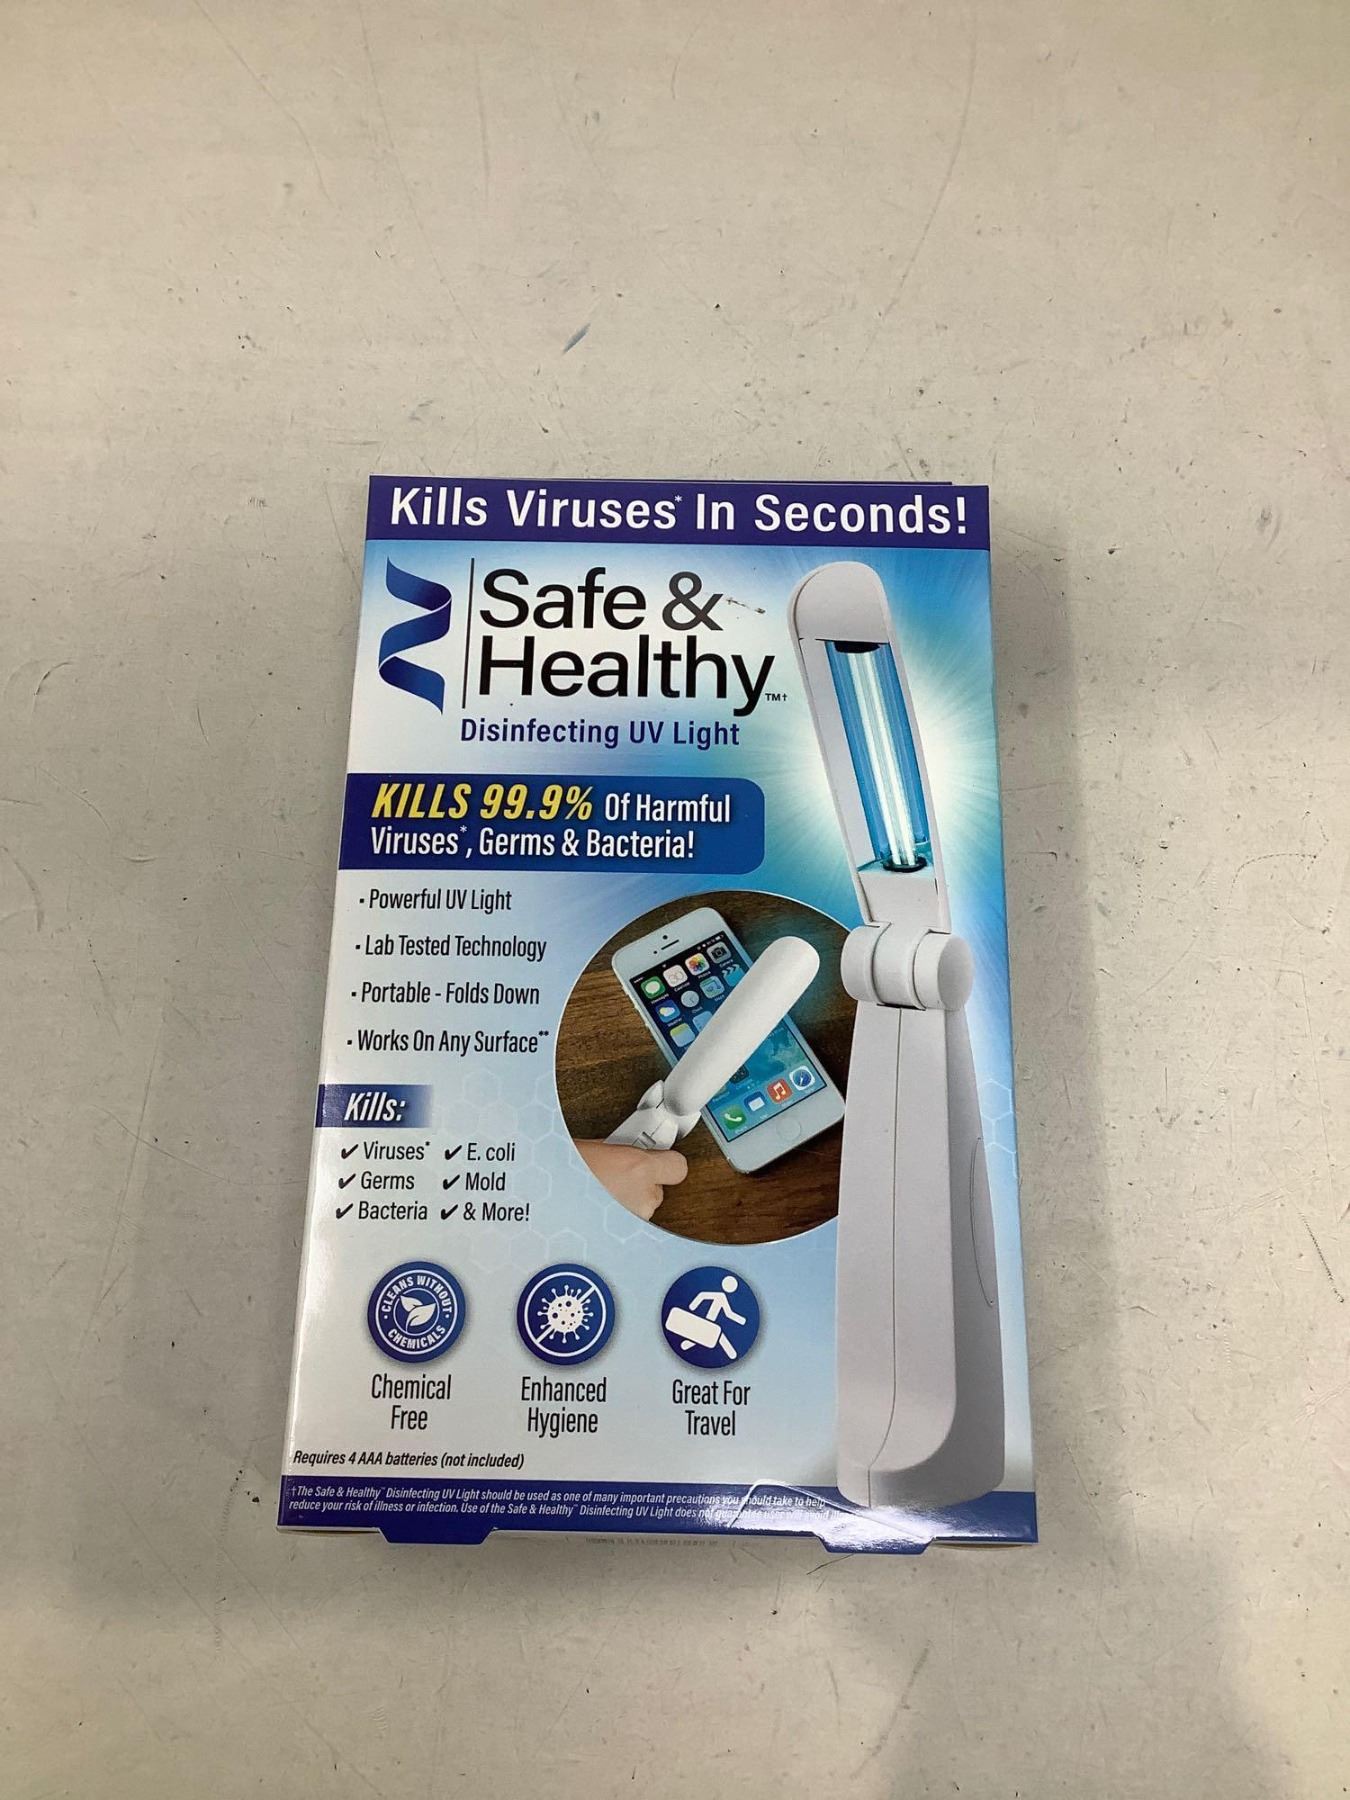 Kills Viruses* In Seconds!
Safe &
Healthy™†
Disinfecting UV Light
KILLS 99.9% Of Harmful
Viruses*, Germs & Bacteria!
• Powerful UV Light
• Lab Tested Technology
• Portable - Folds Down
• Works On Any Surface**
Kills:
✔ Viruses* ✔ E. coli
✔ Germs ✔ Mold
✔ Bacteria ✔ & More!
CLEANS WITHOUT
CHEMICALS
Chemical
Free
Enhanced
Hygiene
Great For
Travel
Requires 4 AAA batteries (not included)
†The Safe & Healthy™ Disinfecting UV Light should be used as one of many important precautions you should take to help
reduce your risk of illness or infection. Use of the Safe & Healthy™ Disinfecting UV Light does not guarantee user will avoid